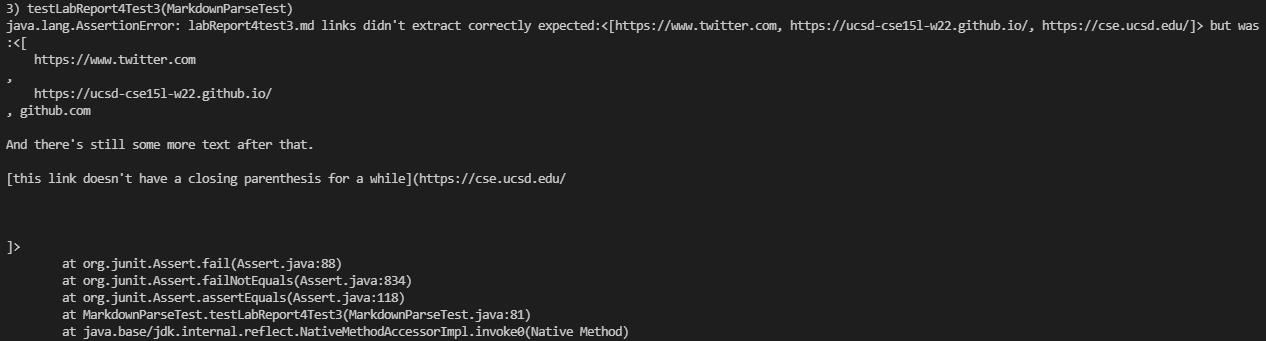 3) testLabReport4Test3(MarkdownParseTest)
java.lang.AssertionError: labReport4test3.md links didn't extract correctly expected:<[https://www.twitter.com, https://ucsd-cse15l-w22.github.io/, https://cse.ucsd.edu/]> but was
:<[
    https://www.twitter.com
,
    https://ucsd-cse15l-w22.github.io/
, github.com
And there's still some more text after that.
[this link doesn't have a closing parenthesis for a while](https://cse.ucsd.edu/
]>
        at org.junit.Assert.fail(Assert.java:88)
        at org.junit.Assert.failNotEquals(Assert.java:834)
        at org.junit.Assert.assertEquals(Assert.java:118)
        at MarkdownParseTest.testLabReport4Test3(MarkdownParseTest.java:81)
        at java.base/jdk.internal.reflect.NativeMethodAccessorImpl.invoke0(Native Method)